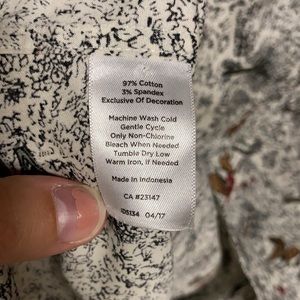 97% Cotton
3% Spandex
Exclusive Of Decoration
Machine Wash Cold
Gentle Cycle
Only Non-Chlorine
Bleach When Needed
Tumble Dry Low
Warm Iron, If Needed
Made In Indonesia
CA #23147
IDS134 04/17